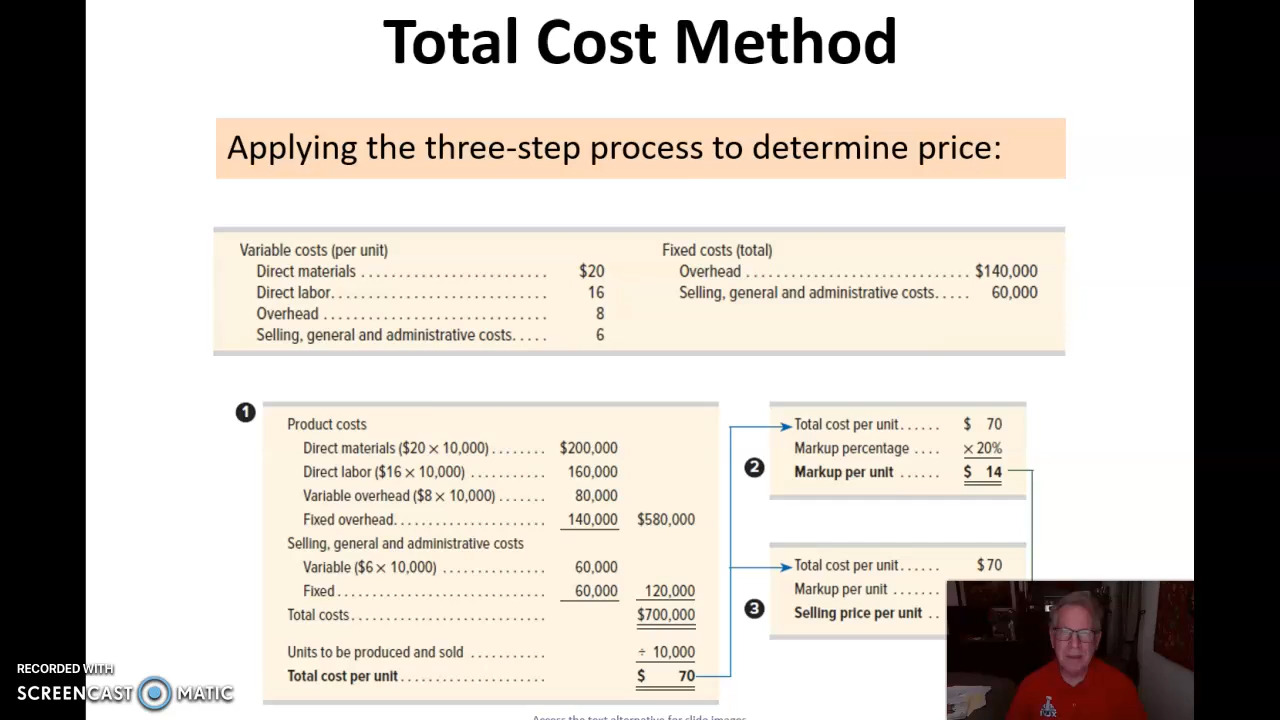 Total Cost Method
Applying the three-step process to determine price:
Variable costs (per unit)
Direct materials ........................ $20
Direct labor.......................... 16
Overhead ........................... 8
Selling, general and administrative costs..... 6
Fixed costs (total)
Overhead ............................ $140,000
Selling, general and administrative costs..... 60,000
1
Product costs
Direct materials ($20 × 10,000)........ $200,000
Direct labor ($16 × 10,000) .......... 160,000
Variable overhead ($8 × 10,000)....... 80,000
Fixed overhead.................... 140,000 $580,000
Selling, general and administrative costs
Variable ($6 × 10,000) .............. 60,000
Fixed............................ 60,000 120,000
Total costs.......................... $700,000
Units to be produced and sold .......... ÷ 10,000
Total cost per unit................... $ 70
2
Total cost per unit...... $ 70
Markup percentage .... × 20%
Markup per unit ...... $ 14
3
Total cost per unit...... $70
Markup per unit .......
Selling price per unit ..
RECORDED WITH
SCREENCAST MATIC